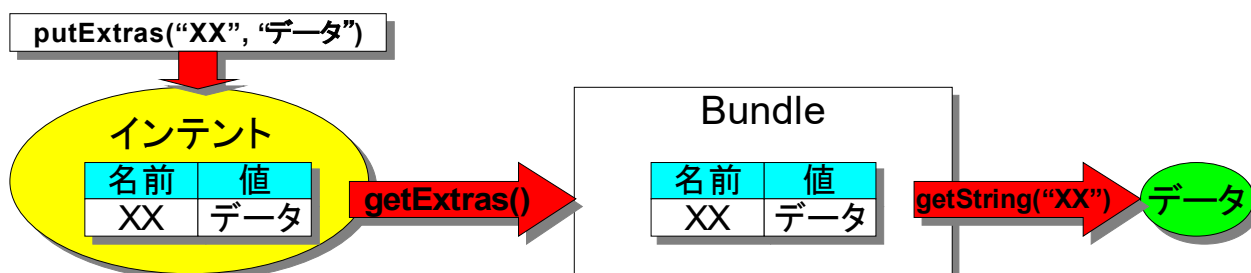 putExtras(“XX”, “データ”)
インテント
名前 値
XX データ
getExtras()
Bundle
名前 値
XX データ
getString(“XX”)
データ